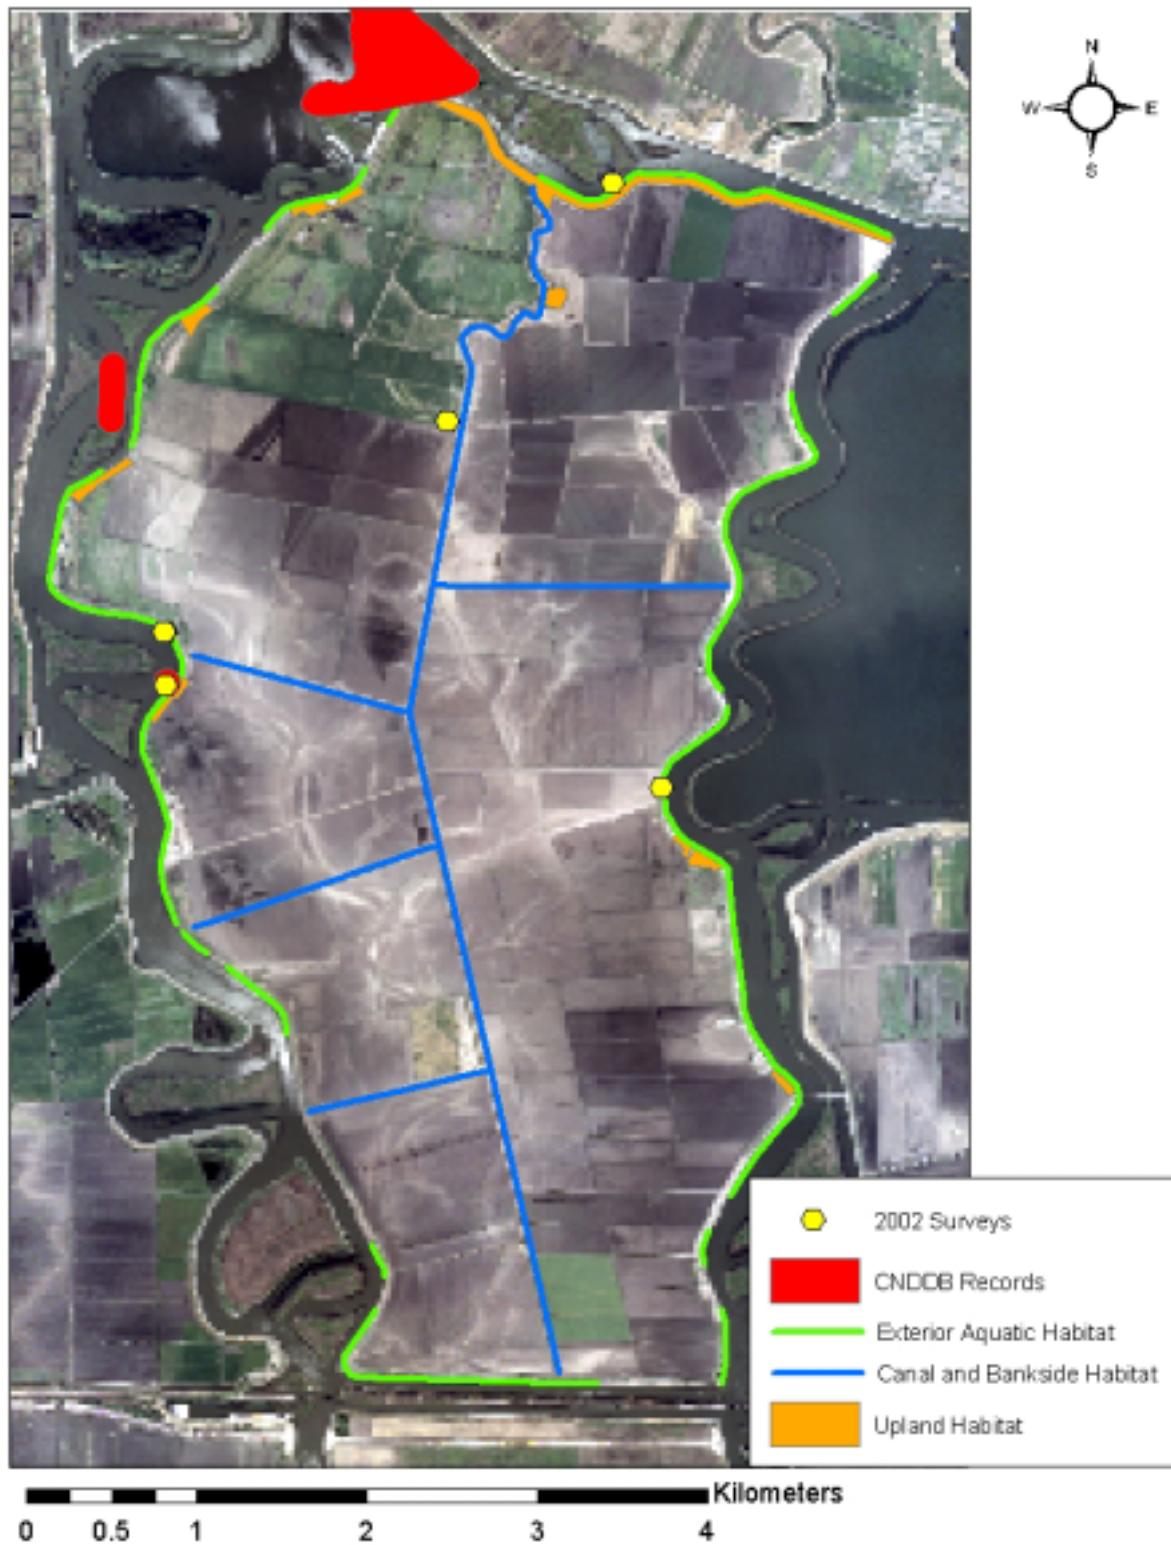 N
W E
S
2002 Surveys
CNDDB Records
Exterior Aquatic Habitat
Canal and Bankside Habitat
Upland Habitat
Kilometers
0 0.5 1 2 3 4